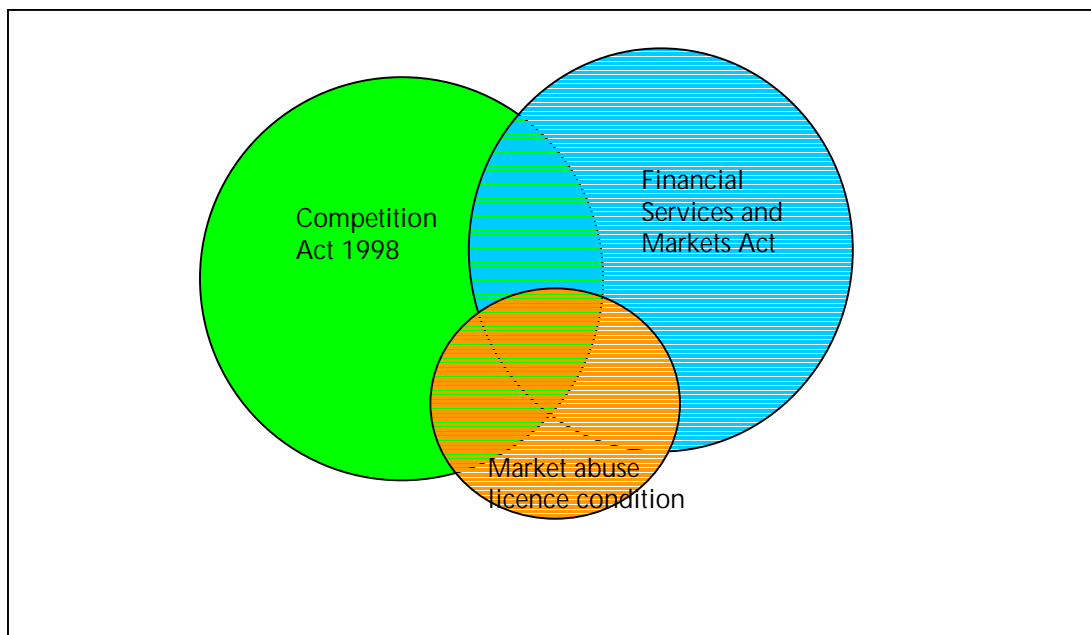 Competition
Act 1998
Financial
Services and
Markets Act
Market abuse
licence condition